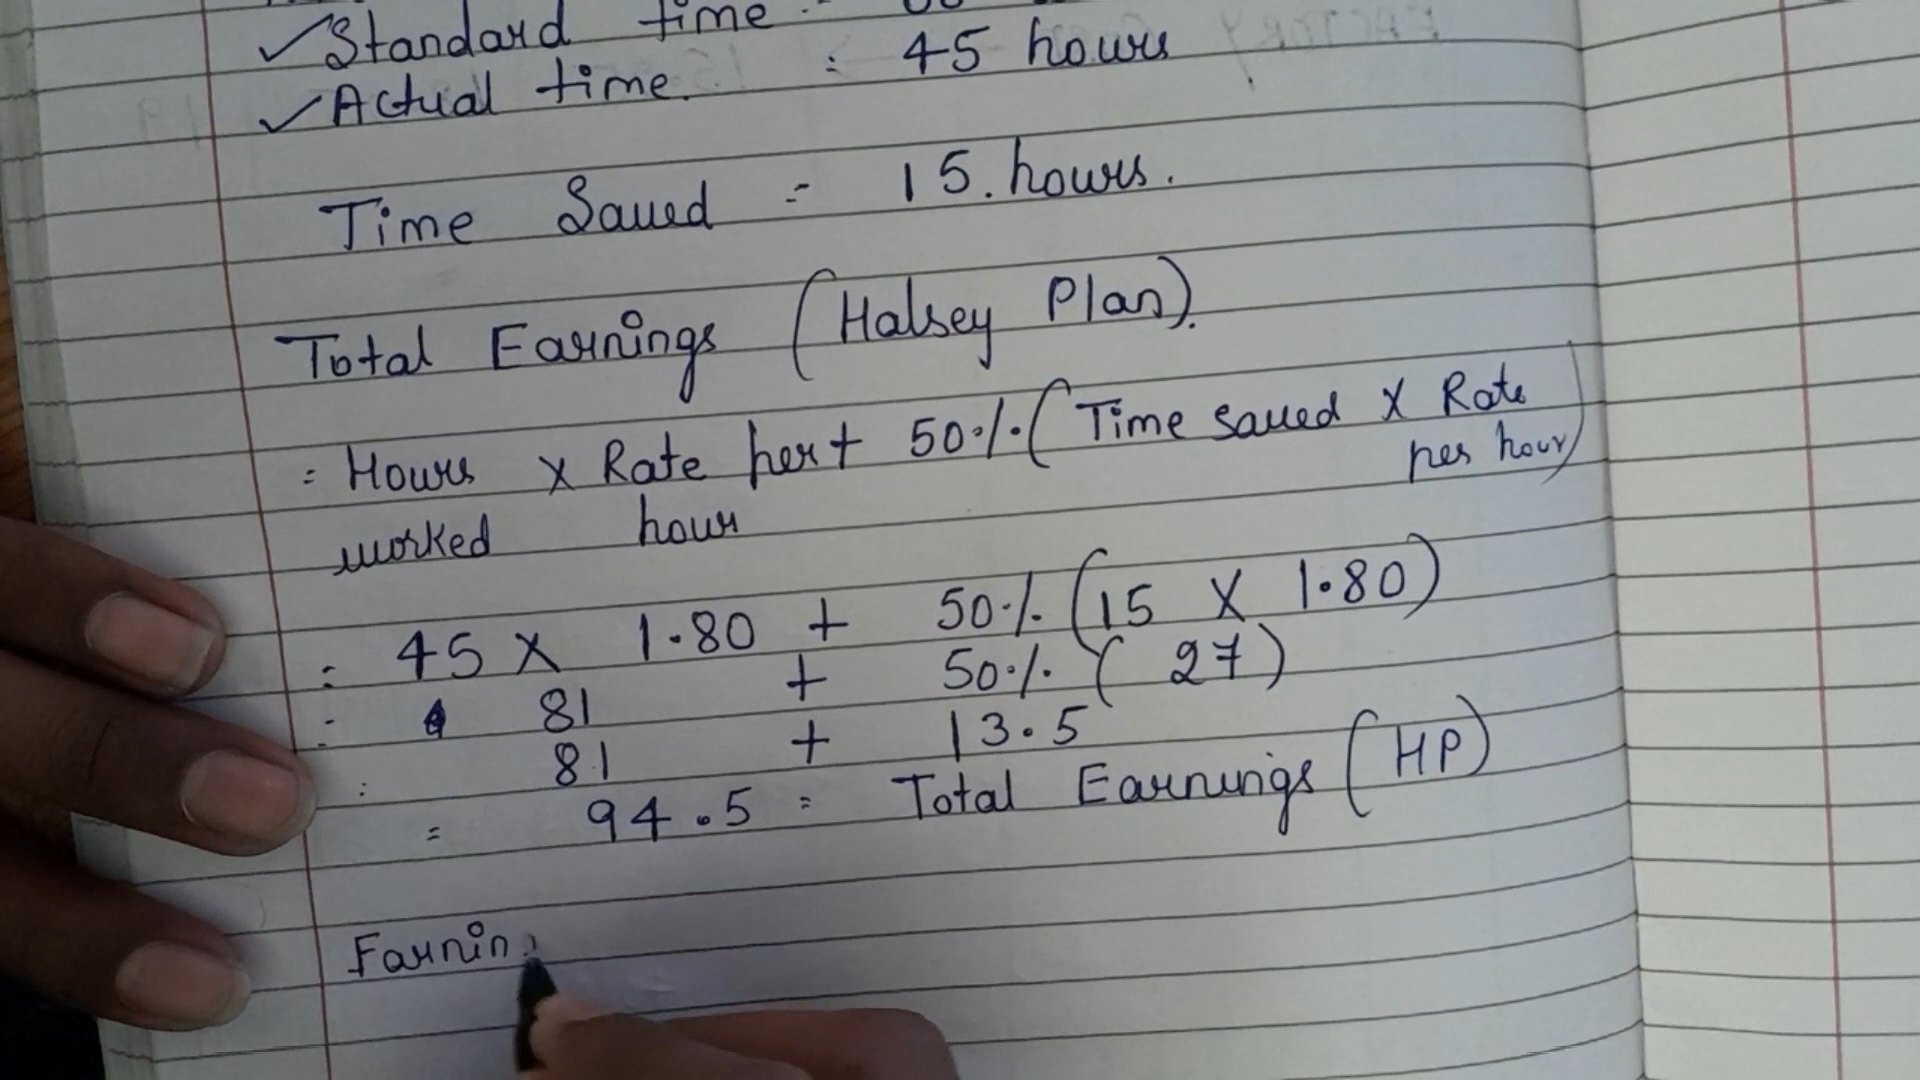 ✓Standard time
✓Actual time. : 45 hours
Time Saved = 15. hours.
Total Earnings (Halsey Plan).
= Hours x Rate per + 50% (Time saved X Rate
worked hour per hour)
= 45 x 1.80 + 50% (15 X 1.80)
= 81 + 50% ( 27)
: 81 + 13.5
= 94.5 = Total Earnings (HP)
Earnin